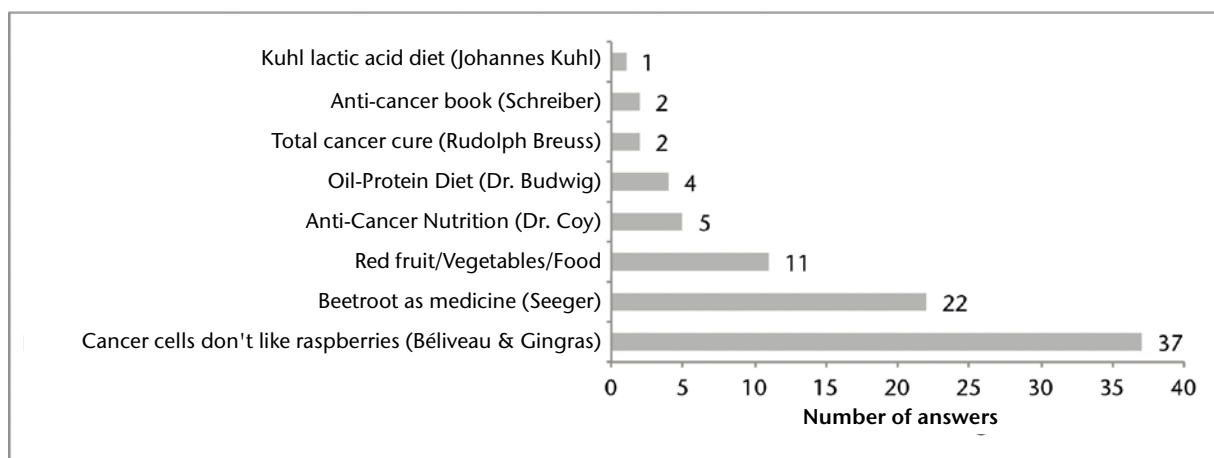 Kuhl lactic acid diet (Johannes Kuhl) 1
Anti-cancer book (Schreiber) 2
Total cancer cure (Rudolph Breuss) 2
Oil-Protein Diet (Dr. Budwig) 4
Anti-Cancer Nutrition (Dr. Coy) 5
Red fruit/Vegetables/Food 11
Beetroot as medicine (Seeger) 22
Cancer cells don't like raspberries (Béliveau & Gingras) 37
0 5 10 15 20 25 30 35 40
Number of answers